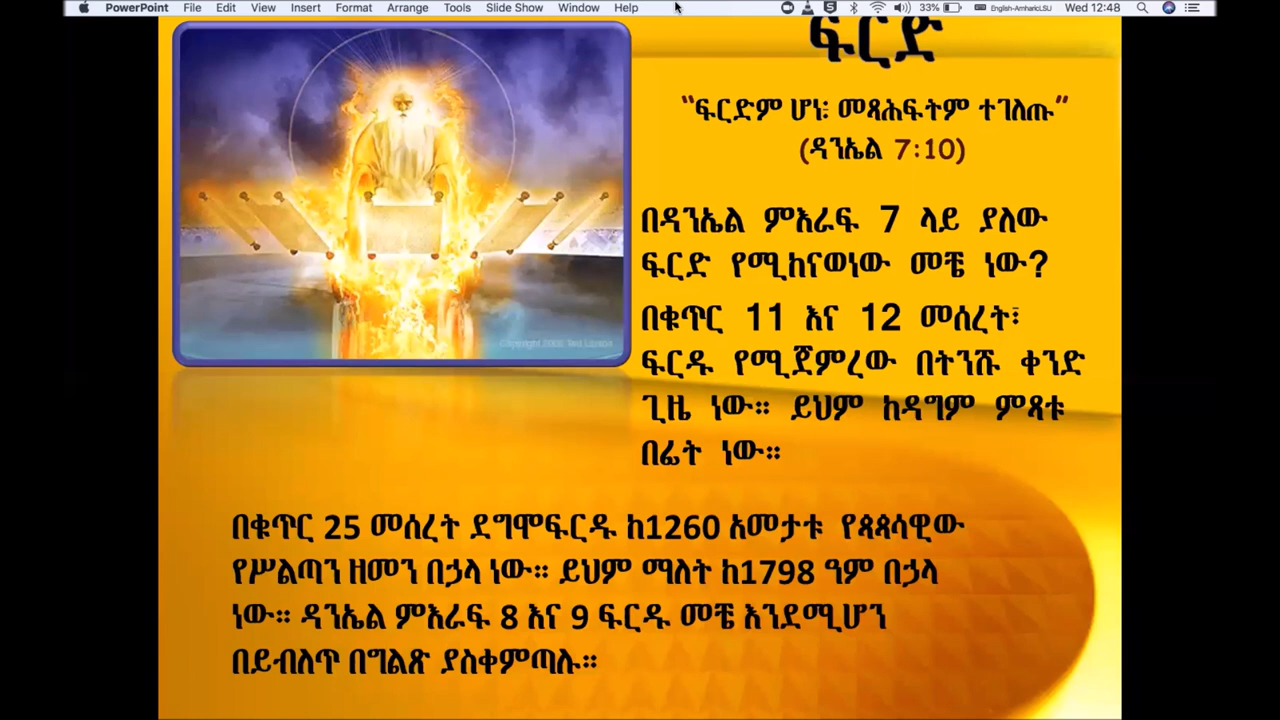 PowerPoint File Edit View Insert Format Arrange Tools Slide Show Window Help 33% English-AmharicLSU Wed 12:48
ፍርድ
“ፍርድም ሆነ፤ መጻሕፍትም ተገለጡ”
(ዳንኤል 7:10)
በዳንኤል ምእራፍ 7 ላይ ያለው
ፍርድ የሚከናወነው መቼ ነው?
በቁጥር 11 እና 12 መሰረት፣
ፍርዱ የሚጀምረው በትንሹ ቀንድ
ጊዜ ነው። ይህም ከዳግም ምጻቱ
በፊት ነው።
በቁጥር 25 መሰረት ደግሞፍርዱ ከ1260 አመታቱ የጳጳሳዊው
የሥልጣን ዘመን በኃላ ነው። ይህም ማለት ከ1798 ዓም በኃላ
ነው። ዳንኤል ምእራፍ 8 እና 9 ፍርዱ መቼ እንደሚሆን
በይብለጥ በግልጽ ያስቀምጣሉ።